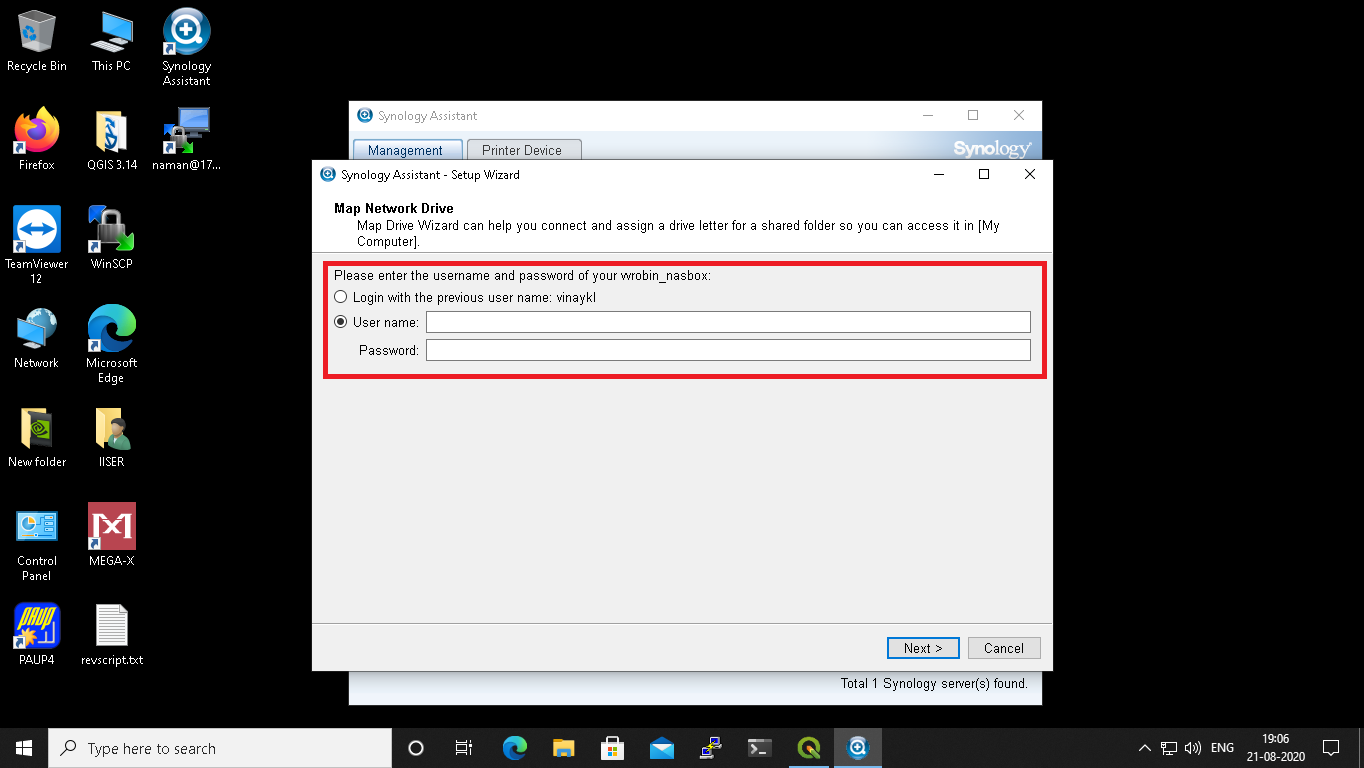 Recycle Bin
This PC
Synology
Assistant
Firefox
QGIS 3.14
naman@17...
TeamViewer
12
WinSCP
Network
Microsoft
Edge
New folder
IISER
Control
Panel
MEGA-X
PAUP
PAUP4
revscript.txt
Synology Assistant
Management
Printer Device
Synology
Synology Assistant - Setup Wizard
Map Network Drive
Map Drive Wizard can help you connect and assign a drive letter for a shared folder so you can access it in [My
Computer].
Please enter the username and password of your vvrobin_nasbox:
Login with the previous user name: vinaykl
User name:
Password:
Next >
Cancel
Total 1 Synology server(s) found.
Type here to search
ENG
19:06
21-08-2020